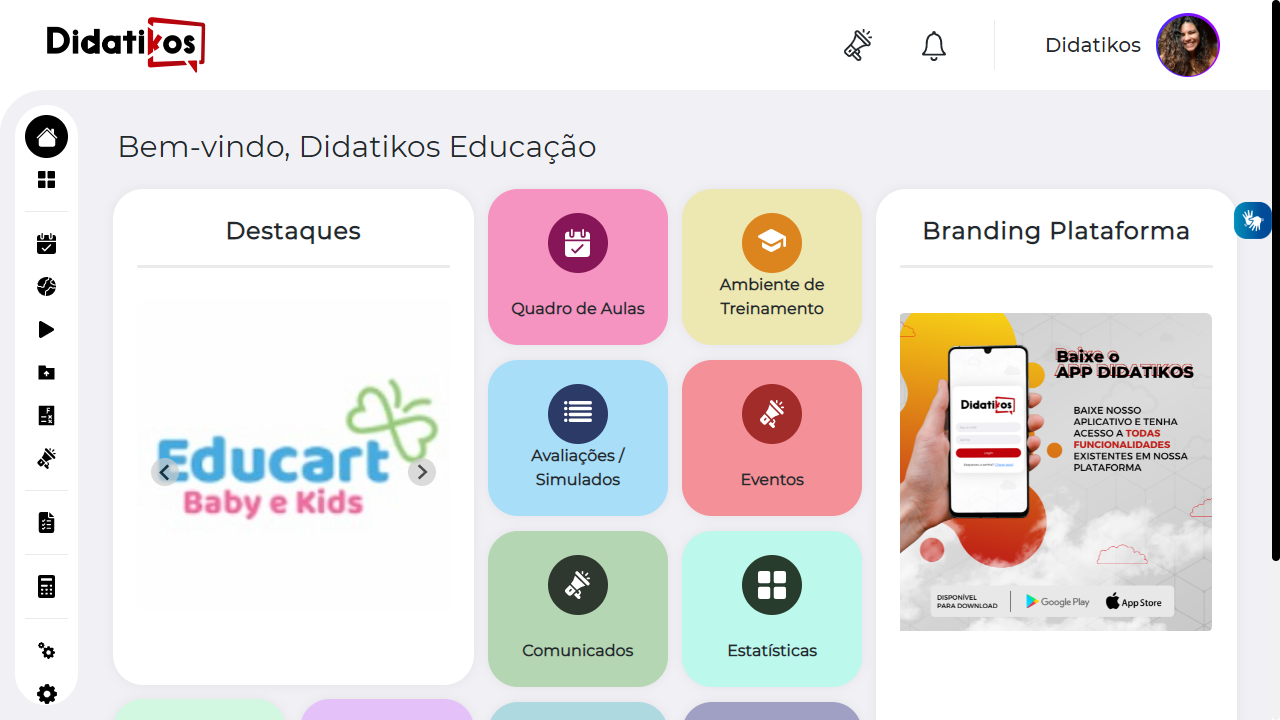 Didatikos
Didatikos
Bem-vindo, Didatikos Educação
Destaques
Educart
Baby e Kids
Quadro de Aulas
Ambiente de
Treinamento
Avaliações /
Simulados
Eventos
Comunicados
Estatísticas
Branding Plataforma
Baixe o
APP DIDATIKOS
Didatikos
BAIXE NOSSO
APLICATIVO E TENHA
ACESSO A TODAS
FUNCIONALIDADES
EXISTENTES EM NOSSA
PLATAFORMA
DISPONÍVEL
PARA DOWNLOAD
Google Play
App Store